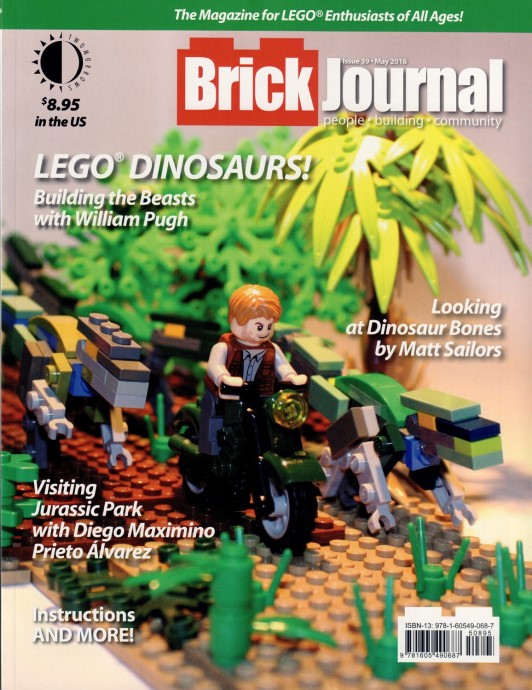 The Magazine for LEGO® Enthusiasts of All Ages!
TWOMORROWS
$8.95
in the US
Brick Journal
Issue 39 • May 2016
people • building • community
LEGO® DINOSAURS!
Building the Beasts
with William Pugh
Looking
at Dinosaur Bones
by Matt Sailors
Visiting
Jurassic Park
with Diego Maximino
Prieto Álvarez
Instructions
AND MORE!
ISBN-13: 978-1-60549-068-7
50895
9 781605 490687